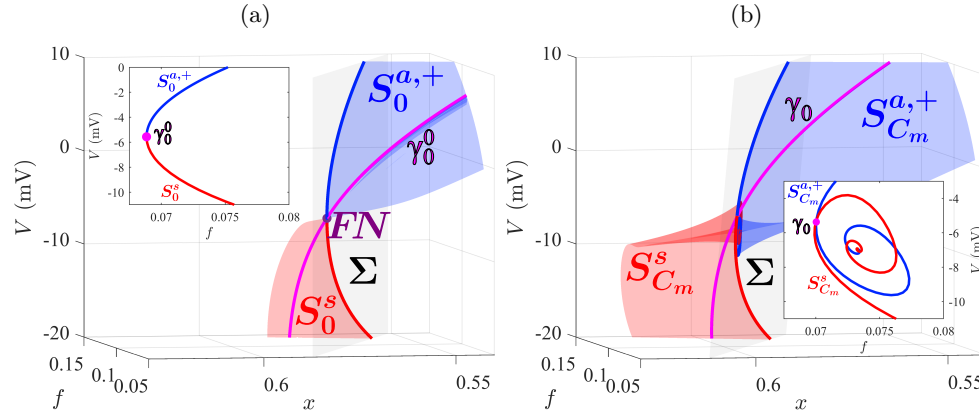 (a)
(b)
10
0
-10
-20
V (mV)
0.15
0.1
0.05
f
0.6
x
0.55
S_0^{a,+}
γ_0^0
FN
Σ
S_0^s
0
-2
-4
-6
-8
-10
V (mV)
0.07
0.075
0.08
f
S_0^{a,+}
γ_0^0
S_0^s
10
0
-10
-20
V (mV)
0.15
0.1
0.05
f
0.6
x
0.55
γ_0
S_{C_m}^{a,+}
S_{C_m}^s
Σ
S_{C_m}^{a,+}
γ_0
S_{C_m}^s
-4
-6
-8
-10
V (mV)
0.07
0.075
0.08
f